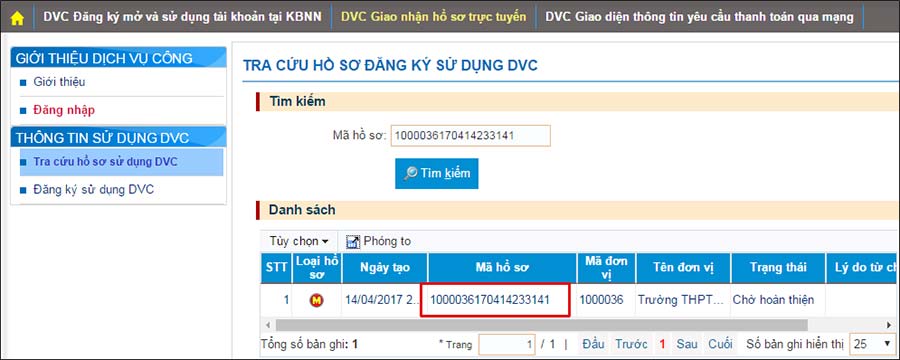 DVC Đăng ký mở và sử dụng tài khoản tại KBNN DVC Giao nhận hồ sơ trực tuyến DVC Giao diện thông tin yêu cầu thanh toán qua mạng
GIỚI THIỆU DỊCH VỤ CÔNG
Giới thiệu
Đăng nhập
THÔNG TIN SỬ DỤNG DVC
Tra cứu hồ sơ sử dụng DVC
Đăng ký sử dụng DVC
TRA CỨU HỒ SƠ ĐĂNG KÝ SỬ DỤNG DVC
Tìm kiếm
Mã hồ sơ: 1000036170414233141
Tìm kiếm
Danh sách
Tùy chọn Phóng to
STT Loại hồ sơ Ngày tạo Mã hồ sơ Mã đơn vị Tên đơn vị Trạng thái Lý do từ ch
1 M 14/04/2017 2... 1000036170414233141 1000036 Trường THPT... Chờ hoàn thiện
Tổng số bản ghi: 1 * Trang 1 / 1 | Đầu Trước 1 Sau Cuối Số bản ghi hiển thị 25